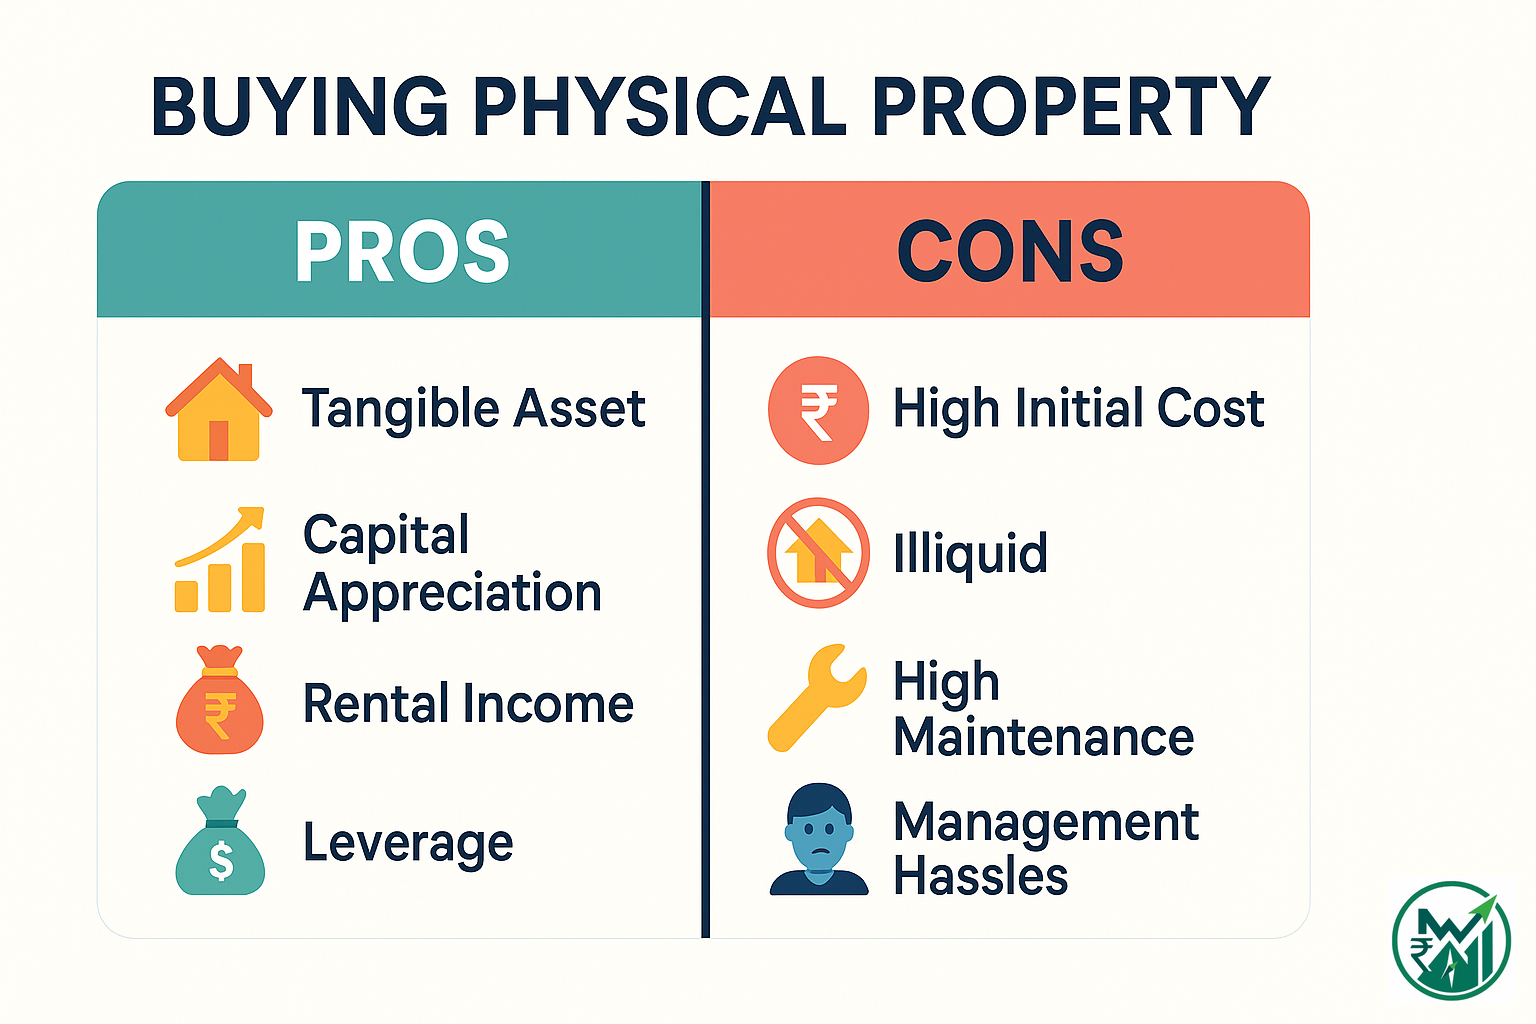 BUYING PHYSICAL PROPERTY
PROS
Tangible Asset
Capital
Appreciation
₹
Rental Income
$
Leverage
CONS
₹
High Initial Cost
Illiquid
High
Maintenance
Management
Hassles
₹